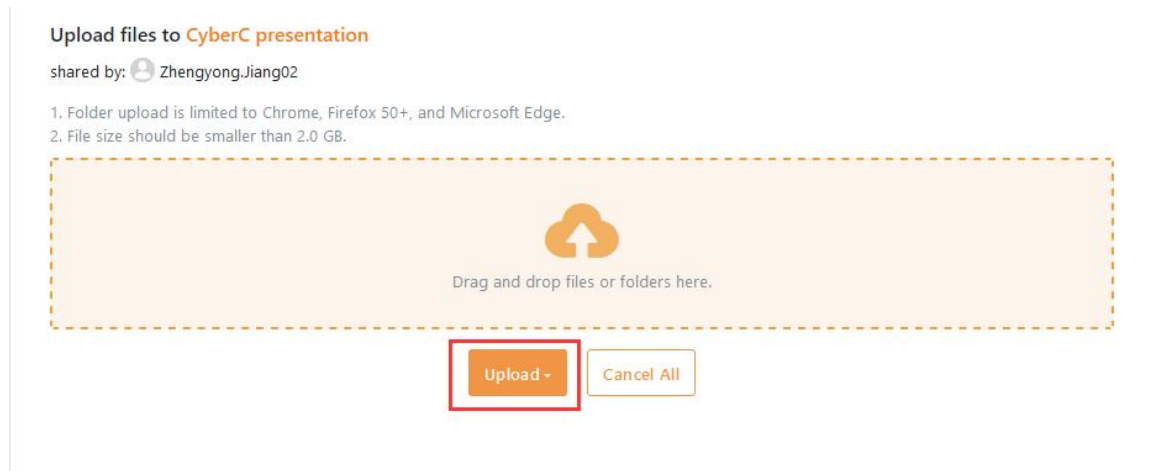 Upload files to CyberC presentation
shared by: Zhengyong.Jiang02
1. Folder upload is limited to Chrome, Firefox 50+, and Microsoft Edge.
2. File size should be smaller than 2.0 GB.
Drag and drop files or folders here.
Upload Cancel All